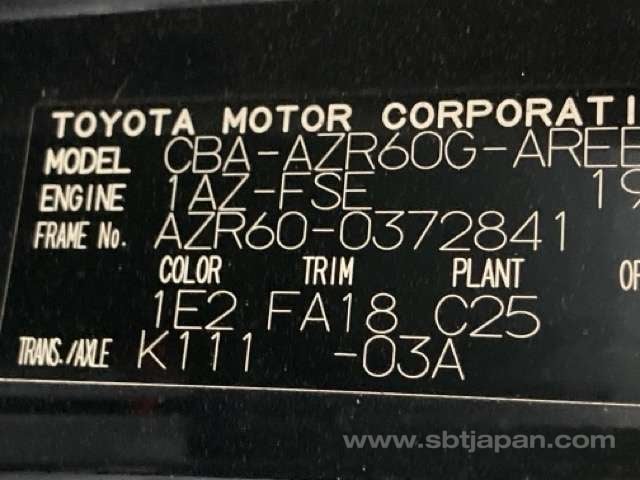 TOYOTA MOTOR CORPORATI
MODEL CBA-AZR60G-AREE
ENGINE 1AZ-FSE 19
FRAME No. AZR60-0372841
COLOR TRIM PLANT OP
1E2 FA18 C25
TRANS./AXLE K111 -03A
www.sbtjapan.com